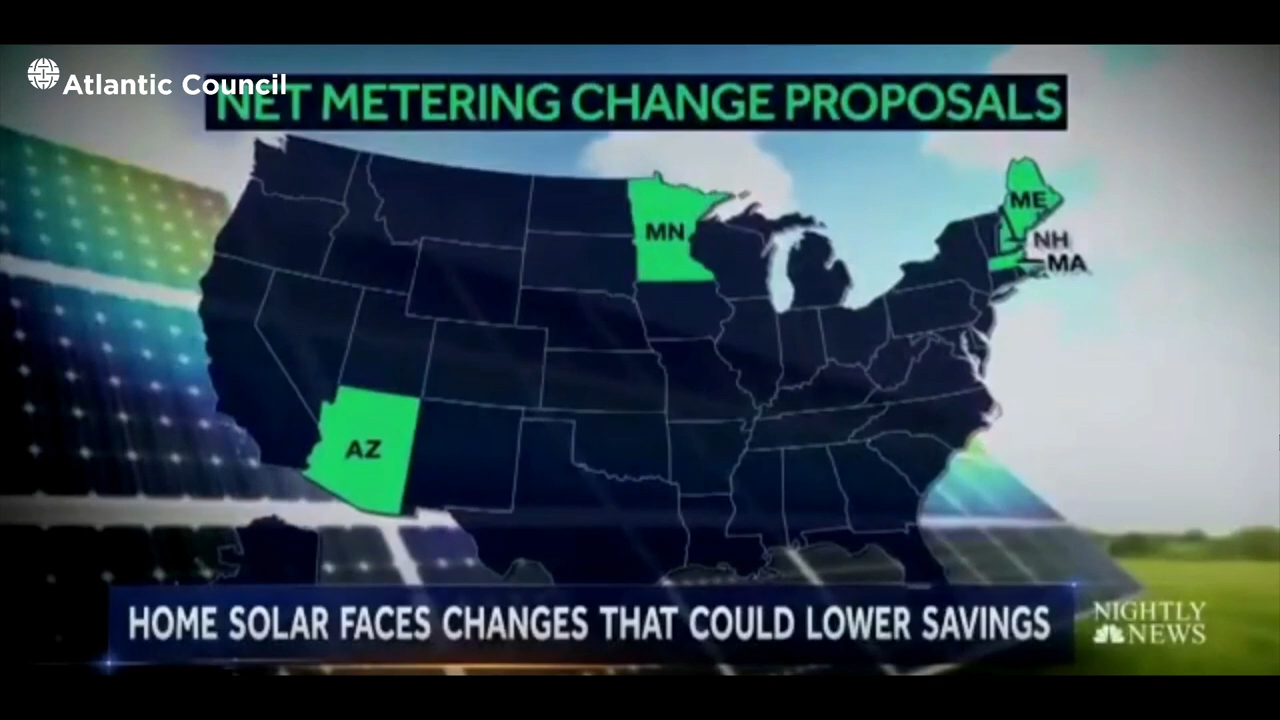 Atlantic Council
NET METERING CHANGE PROPOSALS
ME
MN
NH
MA
AZ
HOME SOLAR FACES CHANGES THAT COULD LOWER SAVINGS
NIGHTLY
NEWS